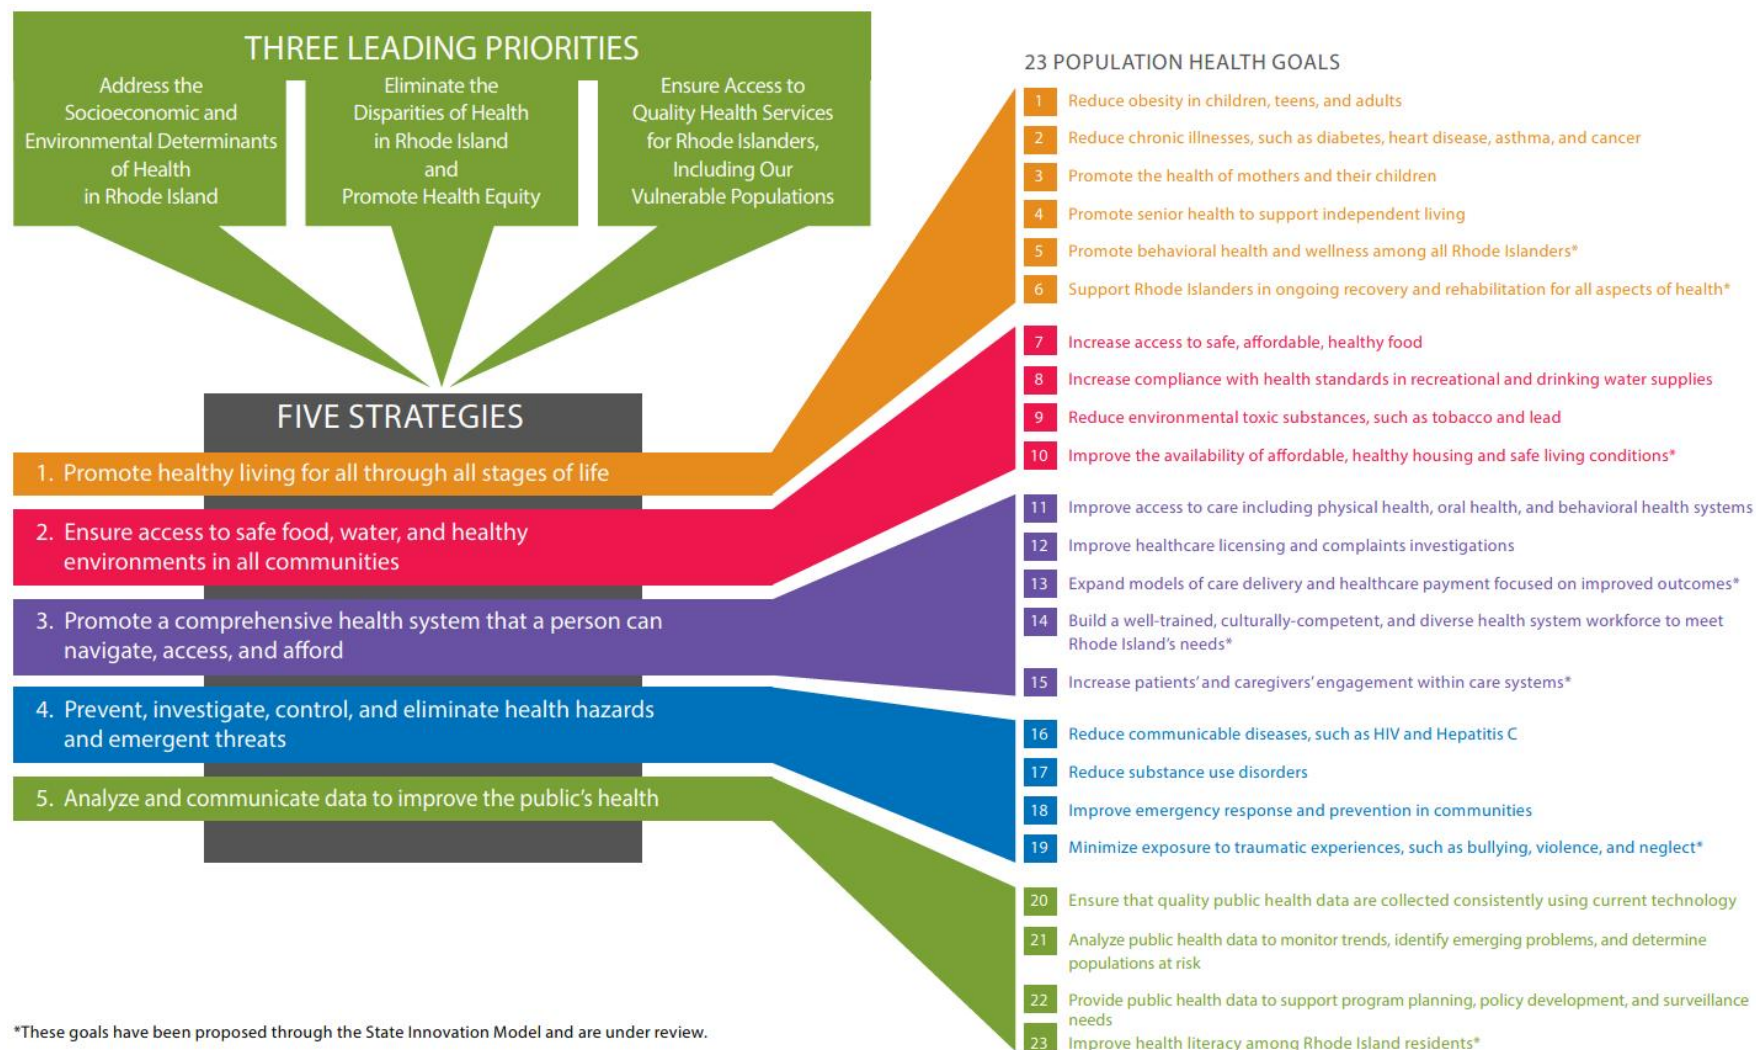 THREE LEADING PRIORITIES
Address the
Socioeconomic and
Environmental Determinants
of Health
in Rhode Island
Eliminate the
Disparities of Health
in Rhode Island
and
Promote Health Equity
Ensure Access to
Quality Health Services
for Rhode Islanders,
Including Our
Vulnerable Populations
FIVE STRATEGIES
1. Promote healthy living for all through all stages of life
2. Ensure access to safe food, water, and healthy
environments in all communities
3. Promote a comprehensive health system that a person can
navigate, access, and afford
4. Prevent, investigate, control, and eliminate health hazards
and emergent threats
5. Analyze and communicate data to improve the public's health
23 POPULATION HEALTH GOALS
1 Reduce obesity in children, teens, and adults
2 Reduce chronic illnesses, such as diabetes, heart disease, asthma, and cancer
3 Promote the health of mothers and their children
4 Promote senior health to support independent living
5 Promote behavioral health and wellness among all Rhode Islanders*
6 Support Rhode Islanders in ongoing recovery and rehabilitation for all aspects of health*
7 Increase access to safe, affordable, healthy food
8 Increase compliance with health standards in recreational and drinking water supplies
9 Reduce environmental toxic substances, such as tobacco and lead
10 Improve the availability of affordable, healthy housing and safe living conditions*
11 Improve access to care including physical health, oral health, and behavioral health systems
12 Improve healthcare licensing and complaints investigations
13 Expand models of care delivery and healthcare payment focused on improved outcomes*
14 Build a well-trained, culturally-competent, and diverse health system workforce to meet
Rhode Island's needs*
15 Increase patients' and caregivers' engagement within care systems*
16 Reduce communicable diseases, such as HIV and Hepatitis C
17 Reduce substance use disorders
18 Improve emergency response and prevention in communities
19 Minimize exposure to traumatic experiences, such as bullying, violence, and neglect*
20 Ensure that quality public health data are collected consistently using current technology
21 Analyze public health data to monitor trends, identify emerging problems, and determine
populations at risk
22 Provide public health data to support program planning, policy development, and surveillance
needs
23 Improve health literacy among Rhode Island residents*
*These goals have been proposed through the State Innovation Model and are under review.